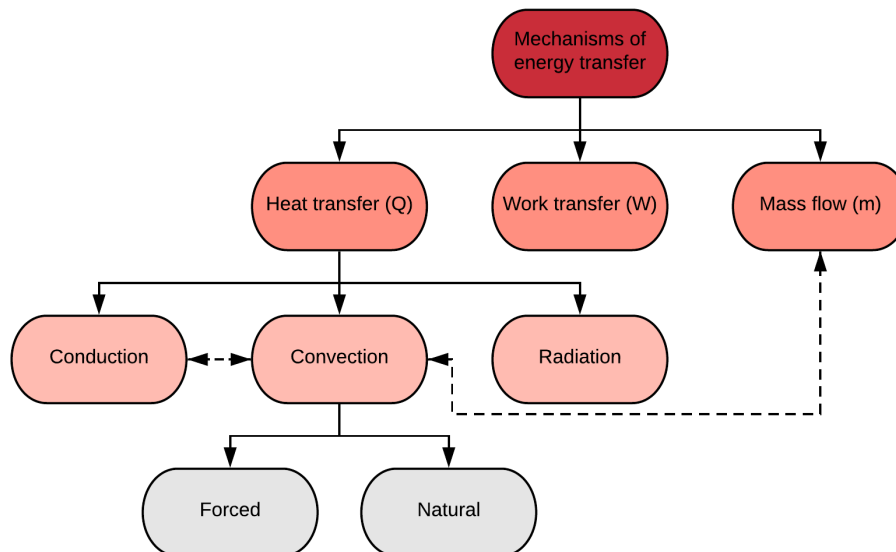 Mechanisms of
energy transfer
Heat transfer (Q)
Work transfer (W)
Mass flow (m)
Conduction
Convection
Radiation
Forced
Natural